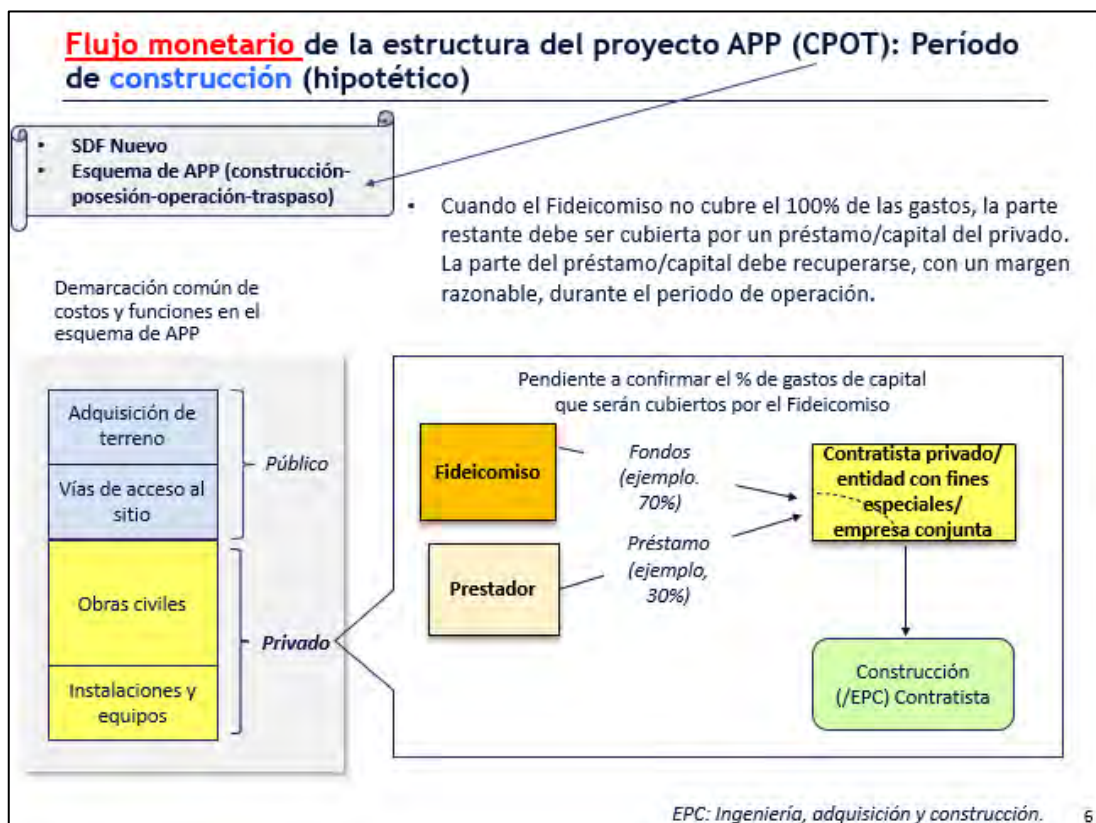 Flujo monetario de la estructura del proyecto APP (CPOT): Período
de construcción (hipotético)
• SDF Nuevo
• Esquema de APP (construcción-
posesión-operación-traspaso)
• Cuando el Fideicomiso no cubre el 100% de las gastos, la parte
restante debe ser cubierta por un préstamo/capital del privado.
La parte del préstamo/capital debe recuperarse, con un margen
razonable, durante el periodo de operación.
Demarcación común de
costos y funciones en el
esquema de APP
Adquisición de
terreno
Vías de acceso al
sitio
Público
Obras civiles
Instalaciones y
equipos
Privado
Pendiente a confirmar el % de gastos de capital
que serán cubiertos por el Fideicomiso
Fideicomiso
Fondos
(ejemplo.
70%)
Prestador
Préstamo
(ejemplo,
30%)
Contratista privado/
entidad con fines
especiales/
empresa conjunta
Construcción
(/EPC) Contratista
EPC: Ingeniería, adquisición y construcción.
6